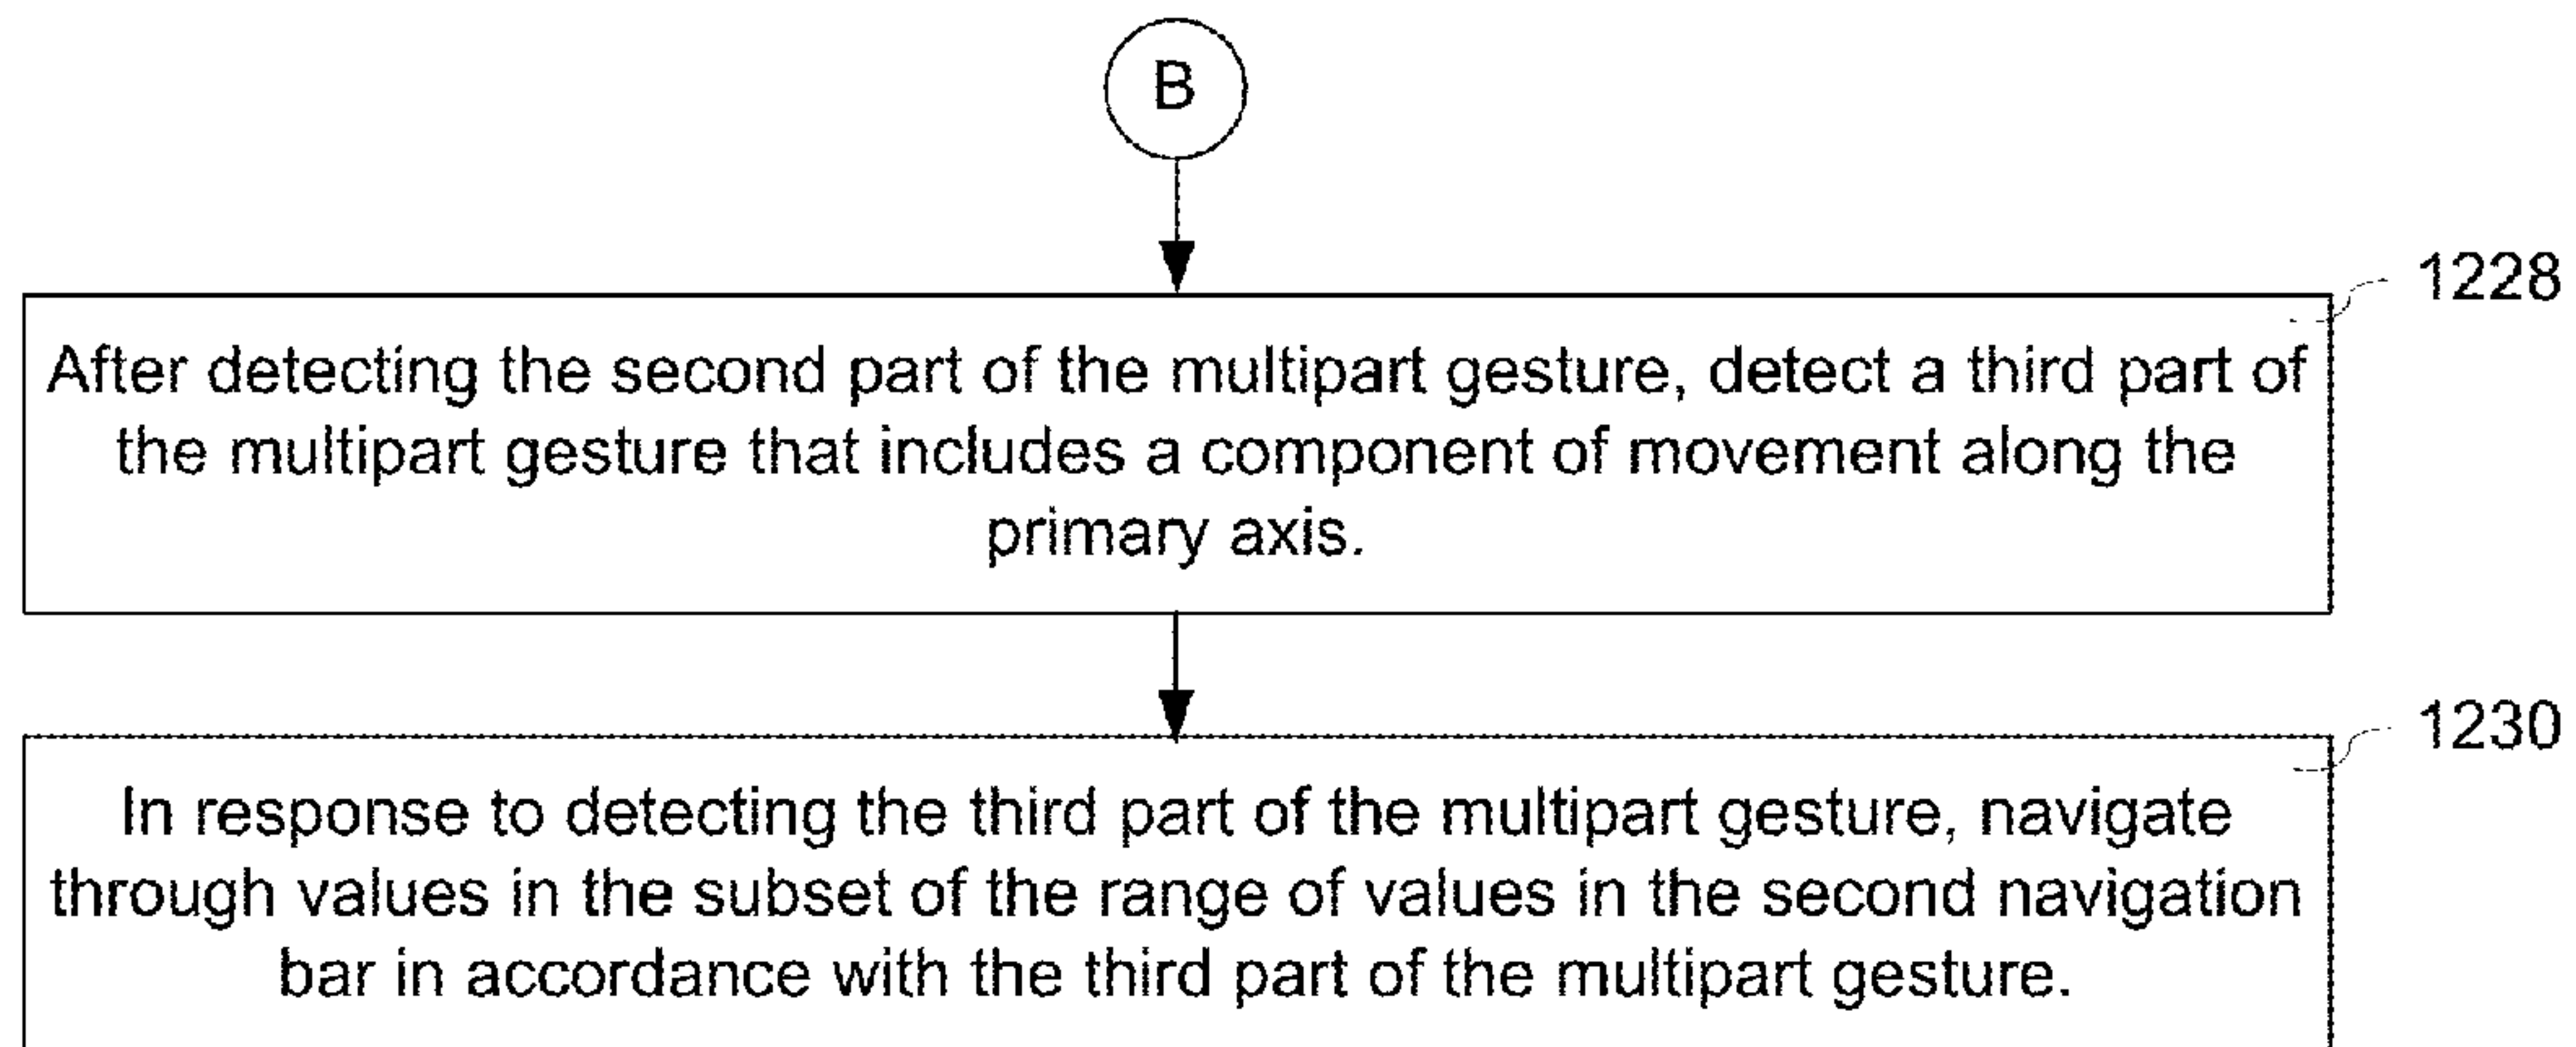 B
1228
After detecting the second part of the multipart gesture, detect a third part of
the multipart gesture that includes a component of movement along the
primary axis.
1230
In response to detecting the third part of the multipart gesture, navigate
through values in the subset of the range of values in the second navigation
bar in accordance with the third part of the multipart gesture.